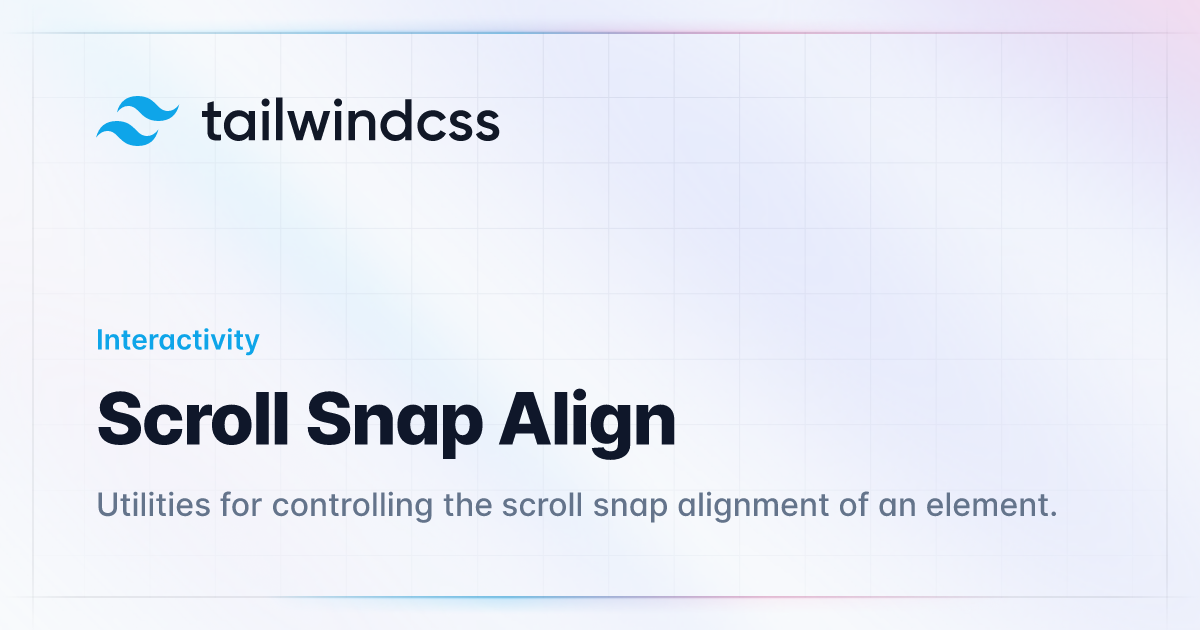 tailwindcss
Interactivity
Scroll Snap Align
Utilities for controlling the scroll snap alignment of an element.